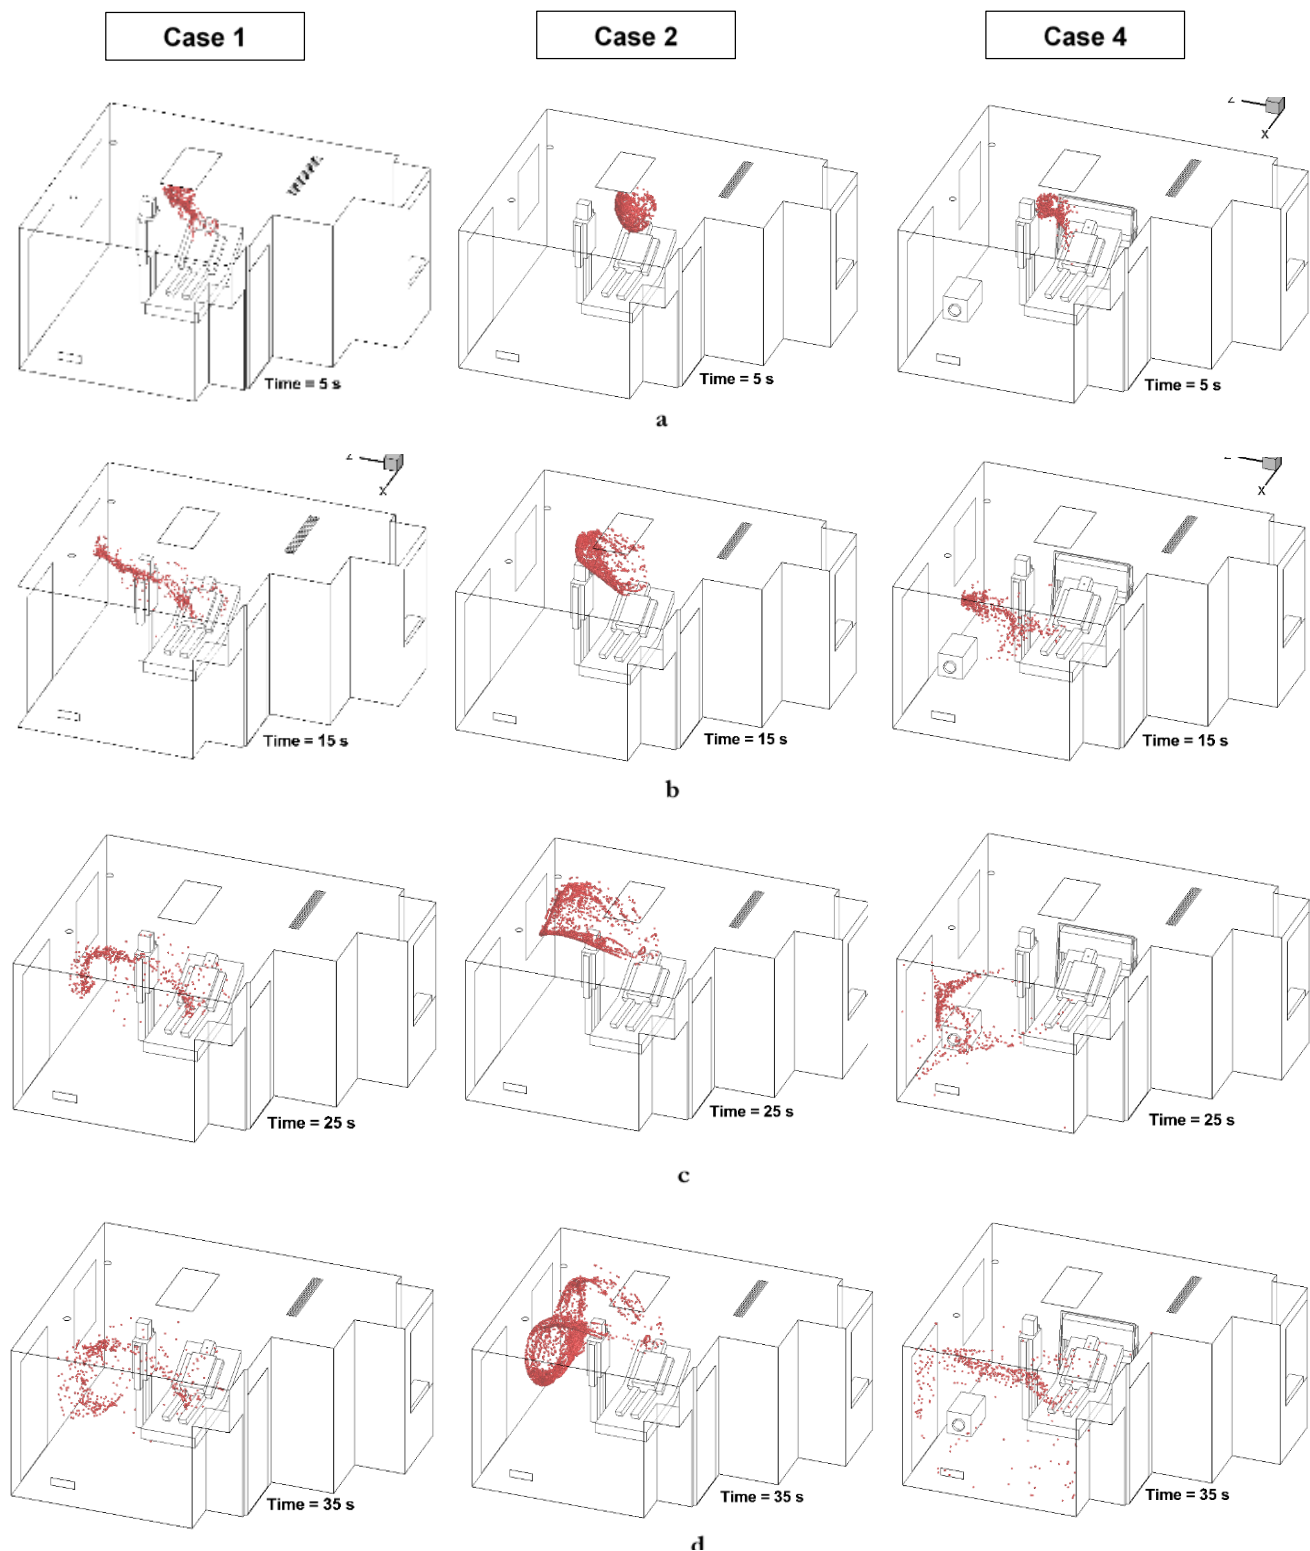 Case 1 Case 2 Case 4
Z
X
Time = 5 s Time = 5 s Time = 5 s
a
Z Z
X X
Time = 15 s Time = 15 s Time = 15 s
b
Time = 25 s Time = 25 s Time = 25 s
c
Time = 35 s Time = 35 s Time = 35 s
d